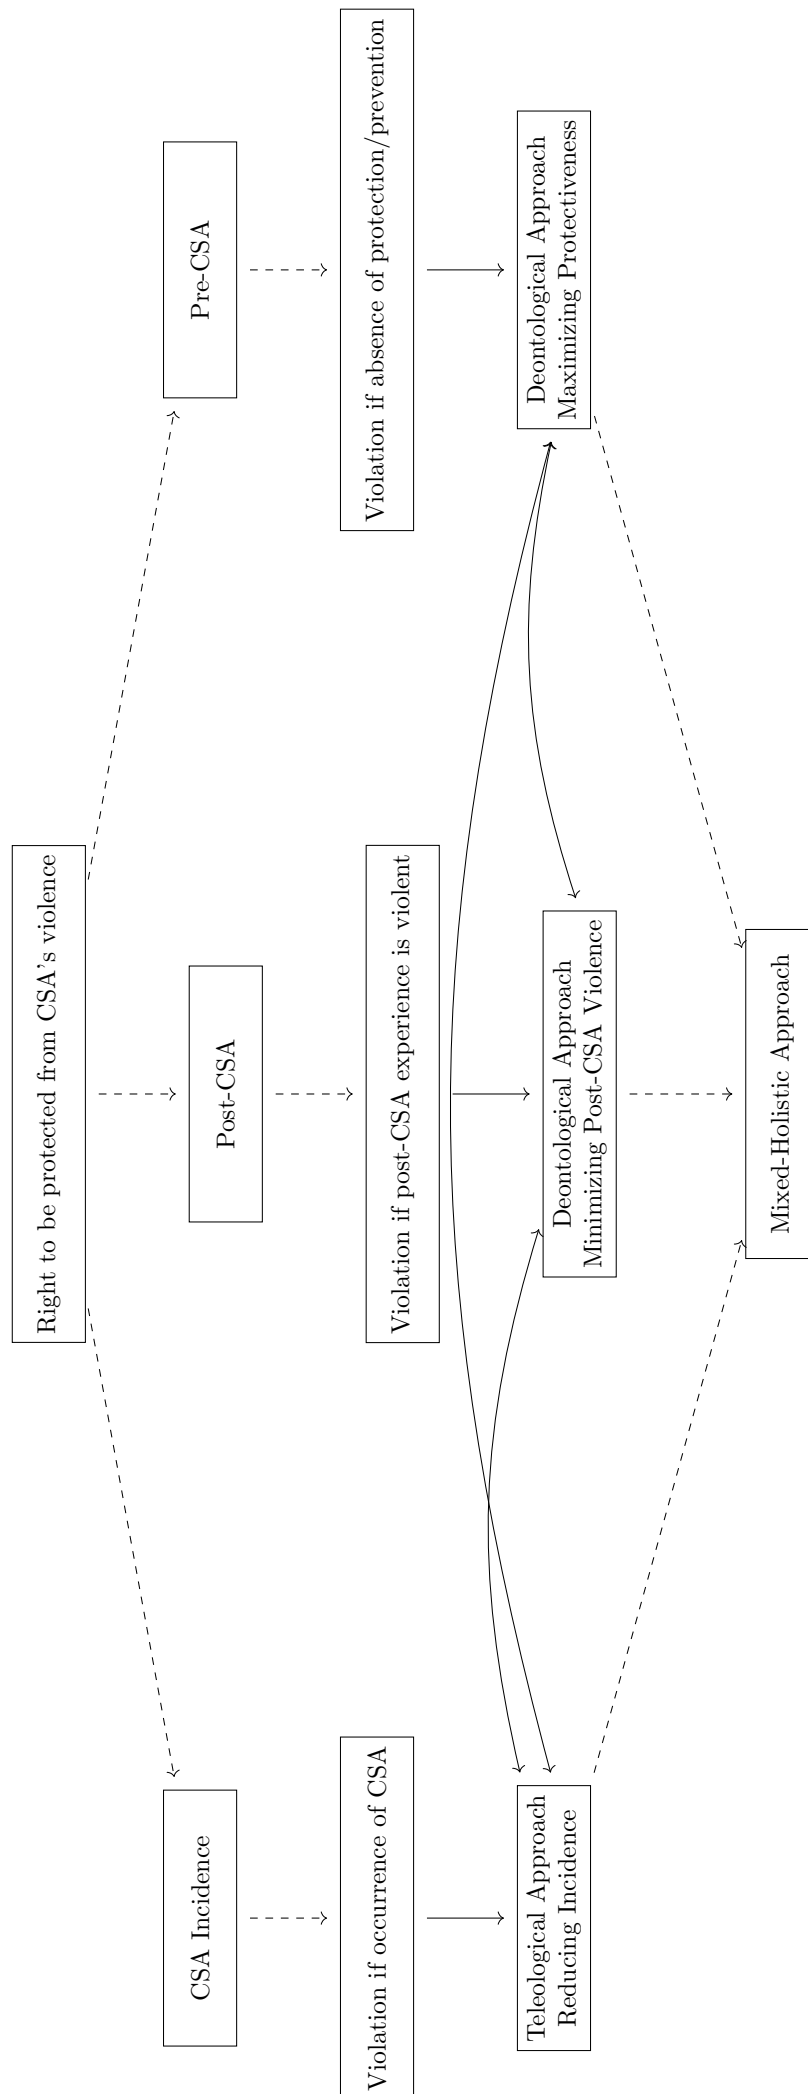 Right to be protected from CSA's violence
CSA Incidence
Post-CSA
Pre-CSA
Violation if occurrence of CSA
Violation if post-CSA experience is violent
Violation if absence of protection/prevention
Teleological Approach
Reducing Incidence
Deontological Approach
Minimizing Post-CSA Violence
Deontological Approach
Maximizing Protectiveness
Mixed-Holistic Approach